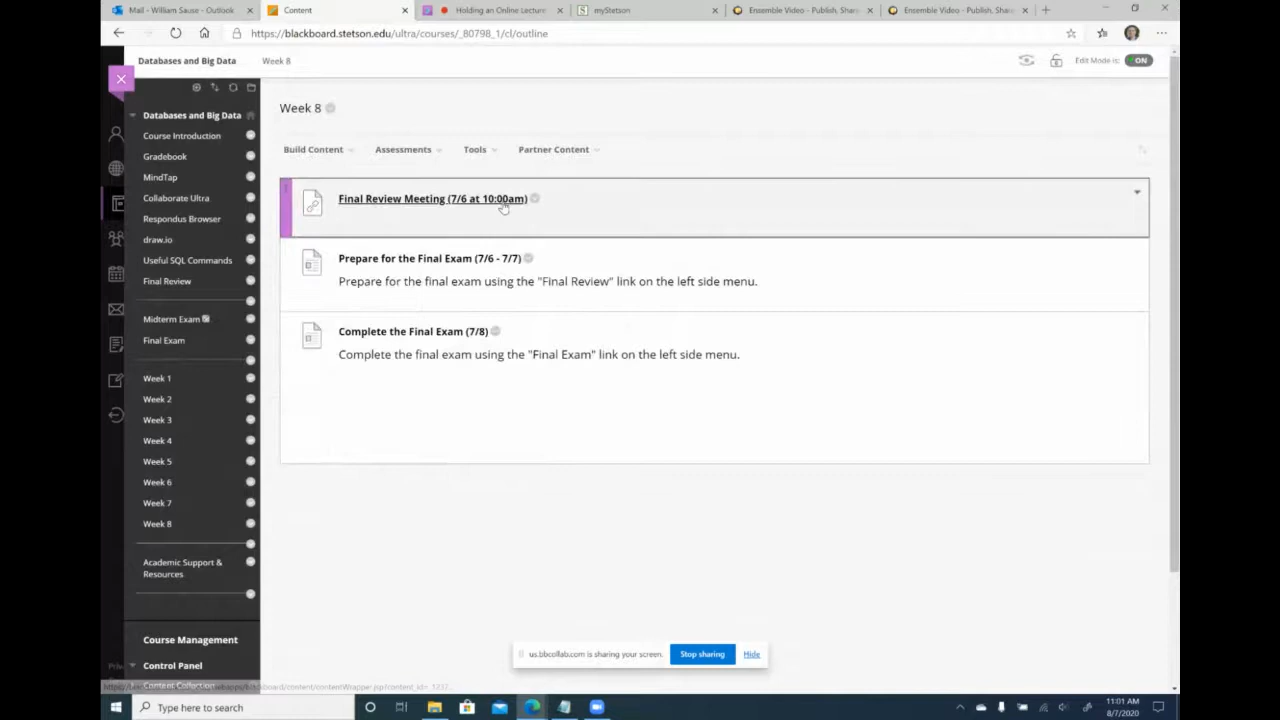 Mail - William Sause - Outlook
Content
Holding an Online Lecture
myStetson
Ensemble Video - Publish, Shar
Ensemble Video - Publish, Shar
https://blackboard.stetson.edu/ultra/courses/_80798_1/cl/outline
Databases and Big Data
Week 8
Edit Mode is:
ON
Databases and Big Data
Course Introduction
Gradebook
MindTap
Collaborate Ultra
Respondus Browser
draw.io
Useful SQL Commands
Final Review
Midterm Exam
Final Exam
Week 1
Week 2
Week 3
Week 4
Week 5
Week 6
Week 7
Week 8
Academic Support &
Resources
Course Management
Control Panel
Content Collection
Week 8
Build Content
Assessments
Tools
Partner Content
Final Review Meeting (7/6 at 10:00am)
Prepare for the Final Exam (7/6 - 7/7)
Prepare for the final exam using the "Final Review" link on the left side menu.
Complete the Final Exam (7/8)
Complete the final exam using the "Final Exam" link on the left side menu.
us.bbcollab.com is sharing your screen.
Stop sharing
Hide
Type here to search
11:01 AM
8/7/2020